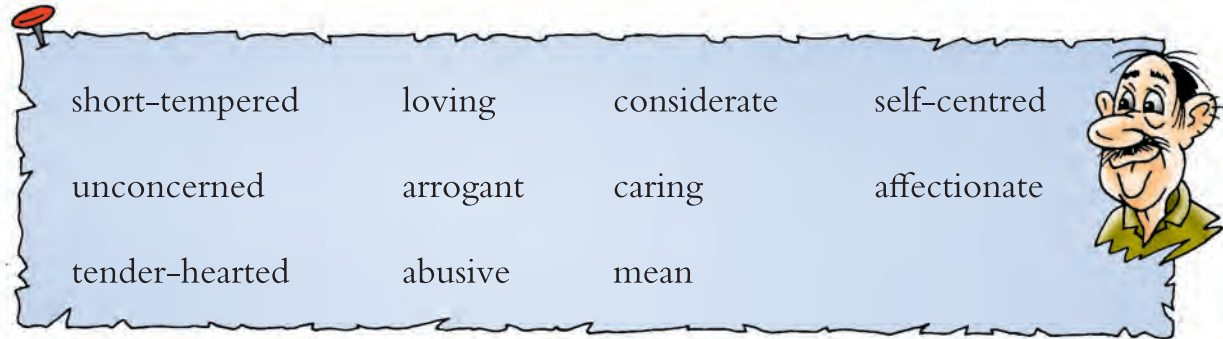 short-tempered loving considerate self-centred
unconcerned arrogant caring affectionate
tender-hearted abusive mean